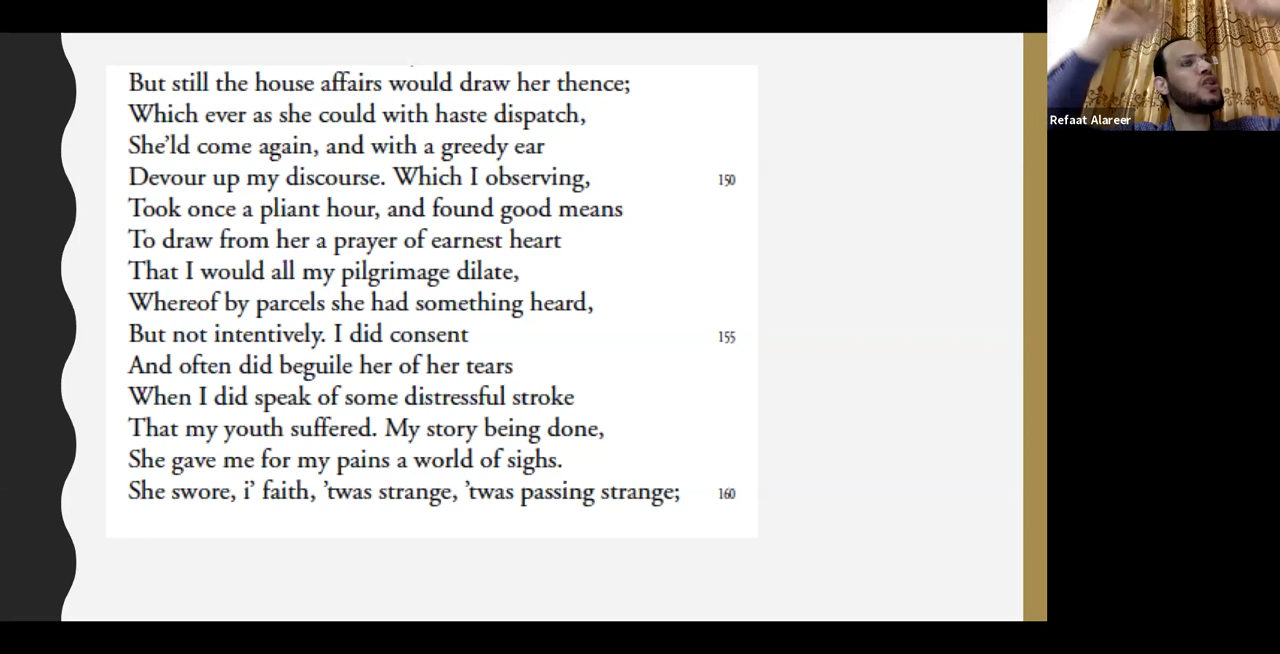 But still the house affairs would draw her thence;
Which ever as she could with haste dispatch,
She'ld come again, and with a greedy ear
Devour up my discourse. Which I observing, 150
Took once a pliant hour, and found good means
To draw from her a prayer of earnest heart
That I would all my pilgrimage dilate,
Whereof by parcels she had something heard,
But not intentively. I did consent 155
And often did beguile her of her tears
When I did speak of some distressful stroke
That my youth suffered. My story being done,
She gave me for my pains a world of sighs.
She swore, i' faith, 'twas strange, 'twas passing strange; 160
Refaat Alareer